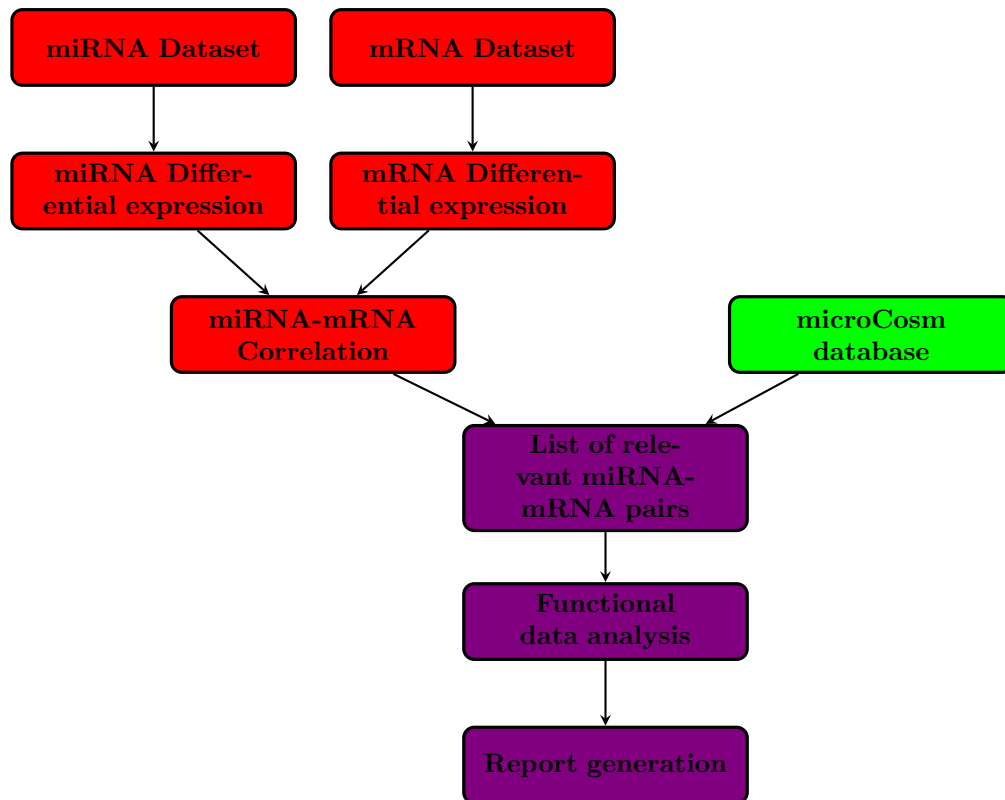 miRNA Dataset
mRNA Dataset
miRNA Differ-
ential expression
mRNA Differen-
tial expression
miRNA-mRNA
Correlation
microCosm
database
List of rele-
vant miRNA-
mRNA pairs
Functional
data analysis
Report generation